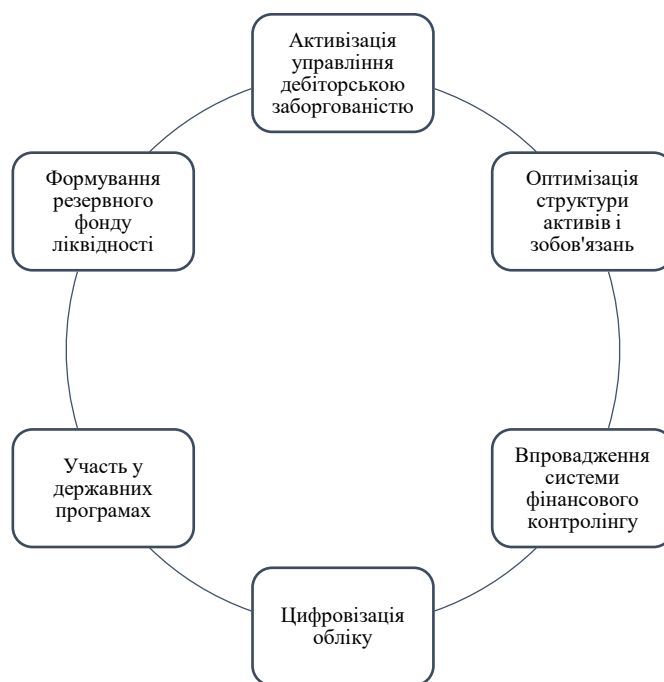 Активізація
управління
дебіторською
заборгованістю
Оптимізація
структури
активів і
зобов'язань
Впровадження
системи
фінансового
контролінгу
Цифровізація
обліку
Участь у
державних
програмах
Формування
резервного
фонду
ліквідності